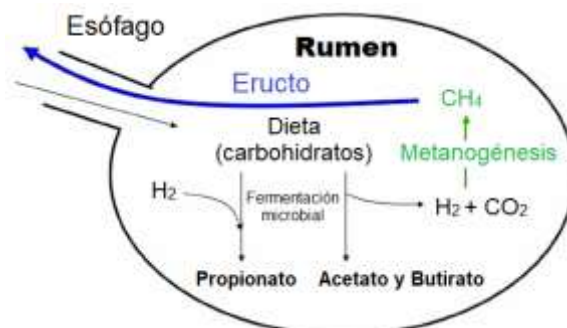 Esófago
Rumen
Eructo
CH₄
Dieta
(carbohidratos)
Metanogénesis
H₂
Fermentación
microbial
H₂ + CO₂
Propionato
Acetato y Butirato